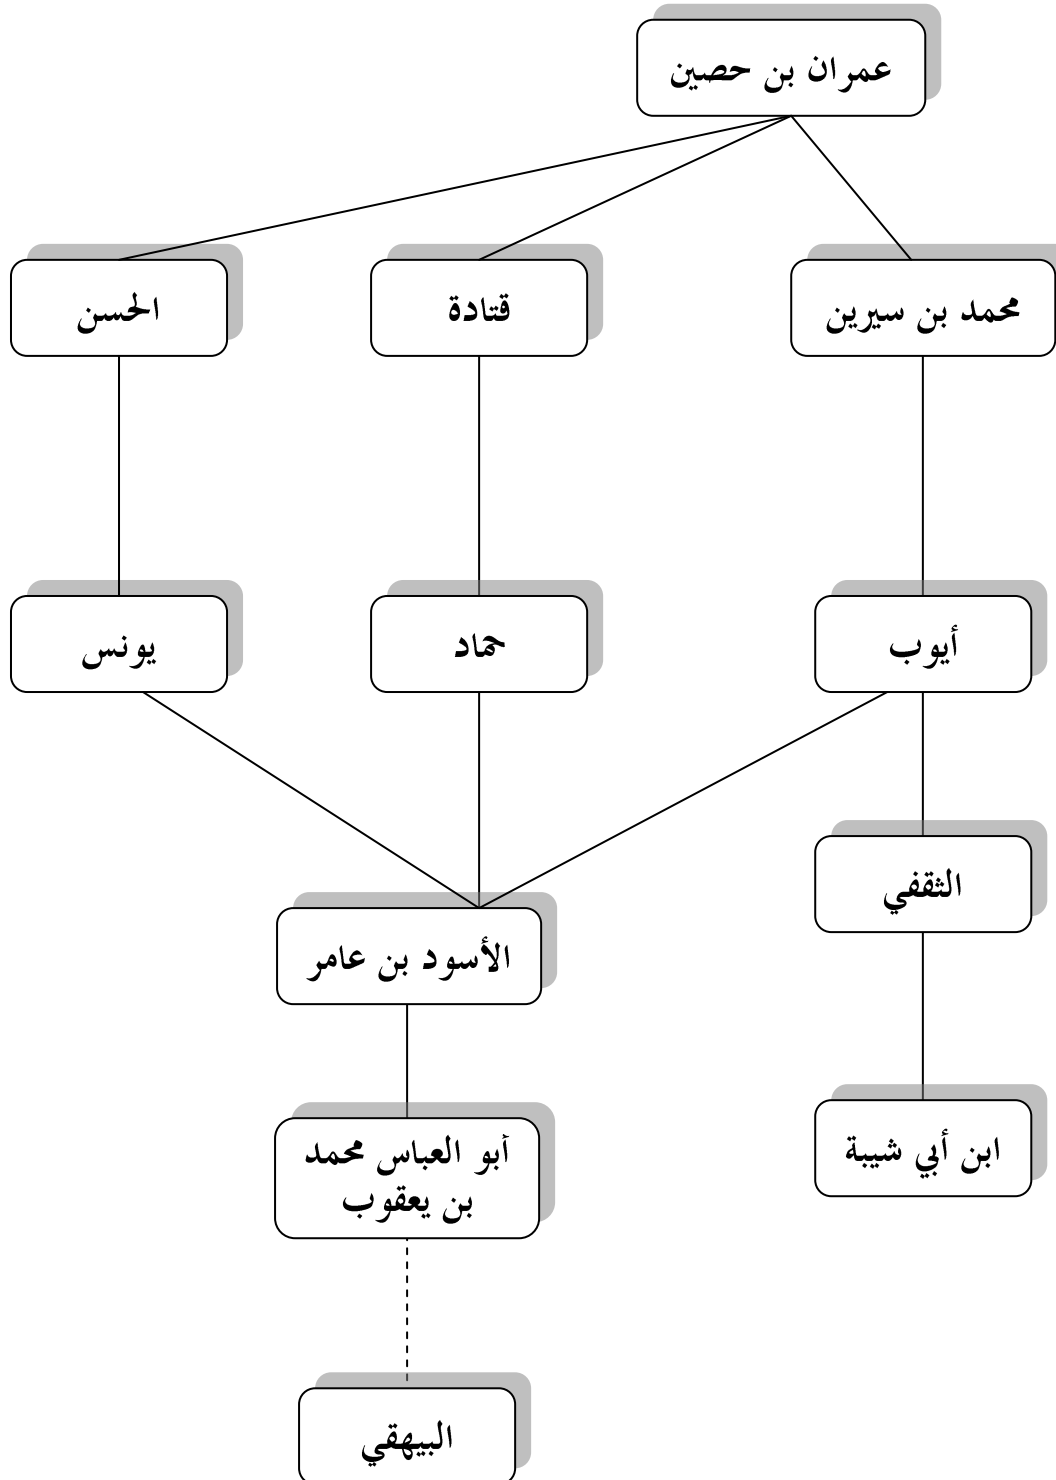 عمران بن حصين
محمد بن سيرين
قتادة
الحسن
أيوب
حماد
يونس
الثقفي
الأسود بن عامر
ابن أبي شيبة
أبو العباس محمد
بن يعقوب
البيهقي